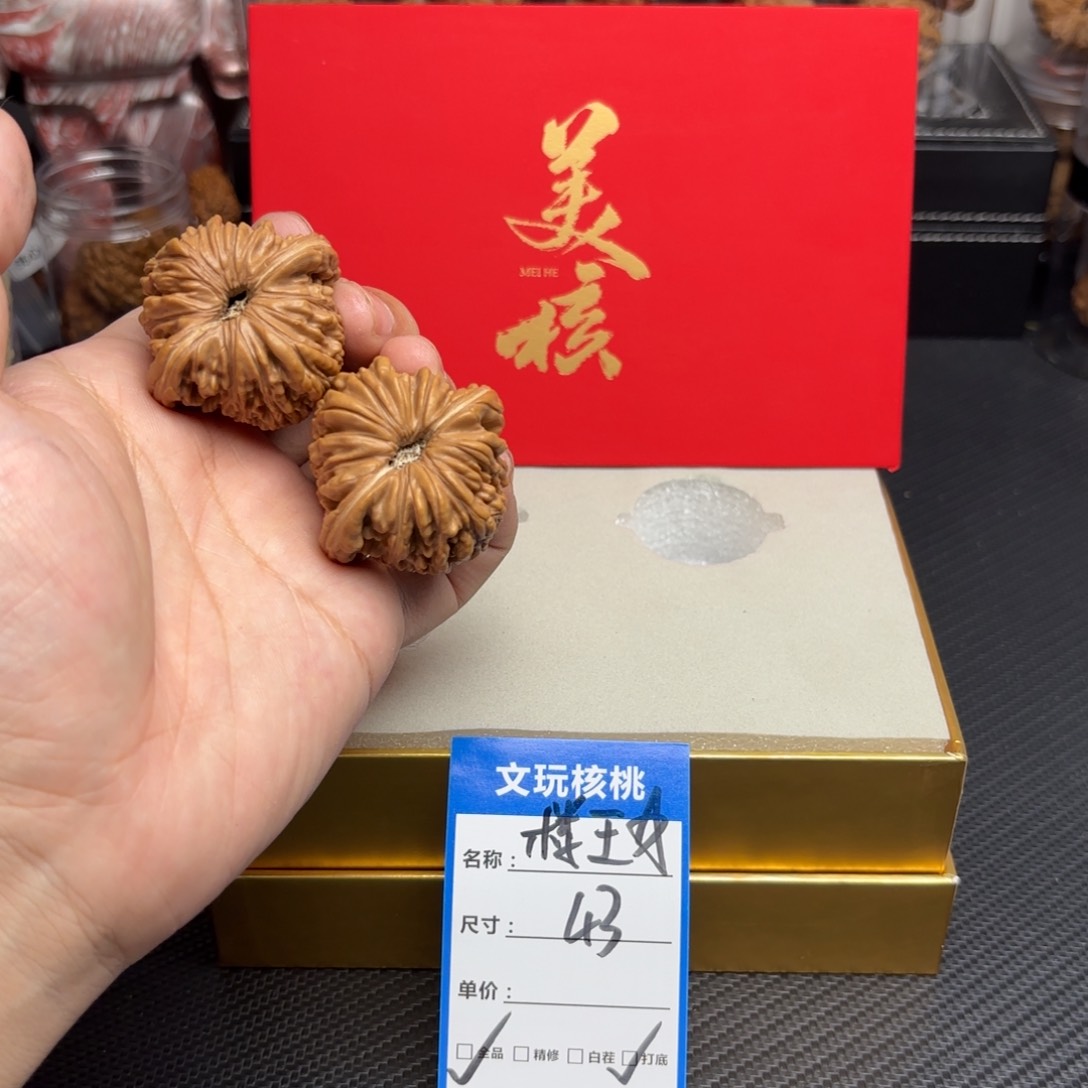 美
MEI HE
核
文玩核桃
名称：
尺寸：43
单价：
全品 精修 白茬 打底